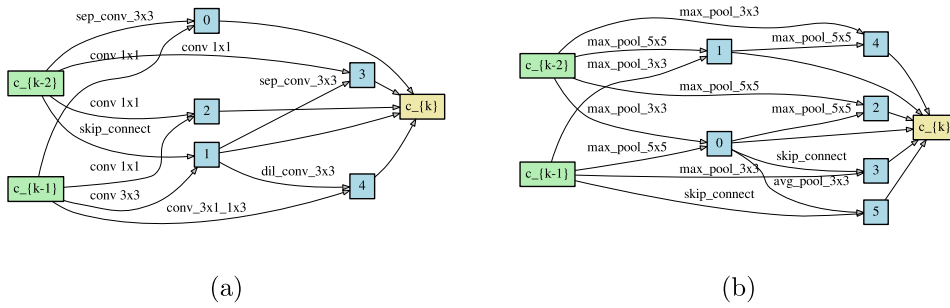 sep_conv_3x3
0
conv 1x1
conv 1x1
c_{k-2}
3
sep_conv_3x3
conv 1x1
2
c_{k}
skip_connect
1
conv 1x1
dil_conv_3x3
c_{k-1}
4
conv 3x3
conv_3x1_1x3
(a)
max_pool_3x3
max_pool_5x5
max_pool_5x5
4
1
c_{k-2}
max_pool_3x3
max_pool_5x5
max_pool_3x3
max_pool_5x5
2
c_{k}
max_pool_5x5
0
skip_connect
c_{k-1}
max_pool_3x3
3
avg_pool_3x3
skip_connect
5
(b)